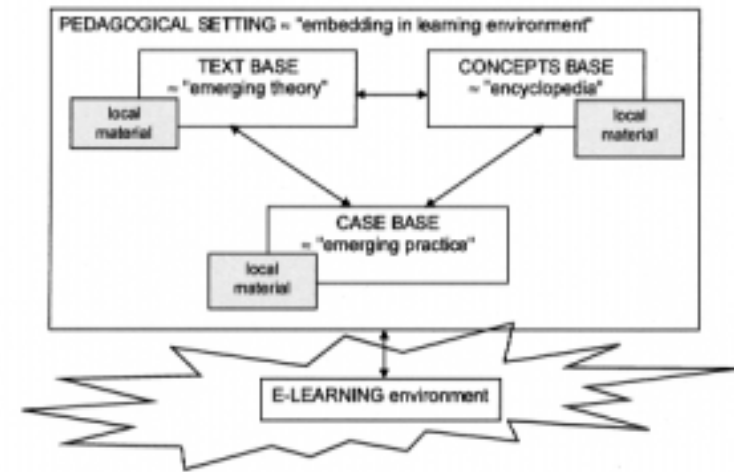 PEDAGOGICAL SETTING ≈ "embedding in learning environment"
TEXT BASE
≈ "emerging theory"
local
material
CONCEPTS BASE
≈ "encyclopedia"
local
material
CASE BASE
≈ "emerging practice"
local
material
E-LEARNING environment